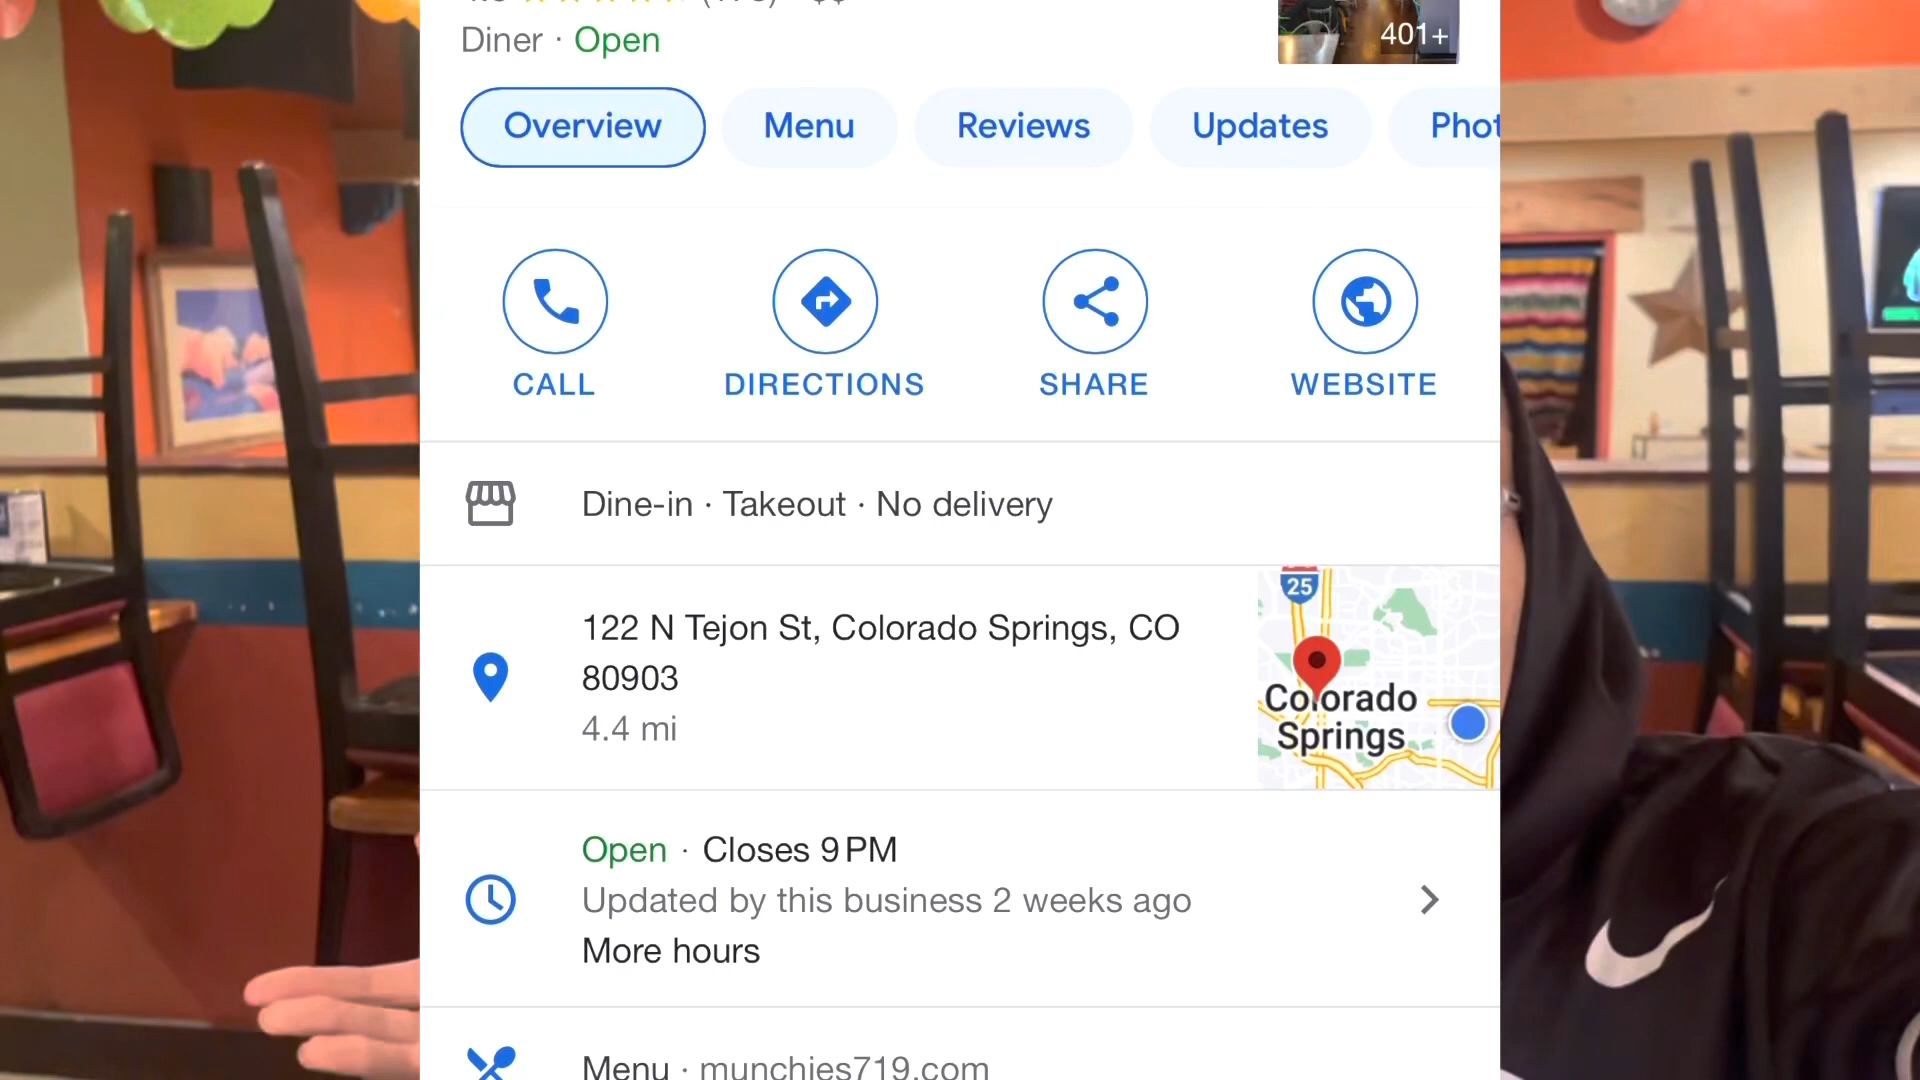 Diner · Open
401+
Overview
Menu
Reviews
Updates
Phot
CALL
DIRECTIONS
SHARE
WEBSITE
Dine-in · Takeout · No delivery
122 N Tejon St, Colorado Springs, CO
80903
4.4 mi
25
Colorado
Springs
Open · Closes 9 PM
Updated by this business 2 weeks ago
More hours
Menu · munchies719.com